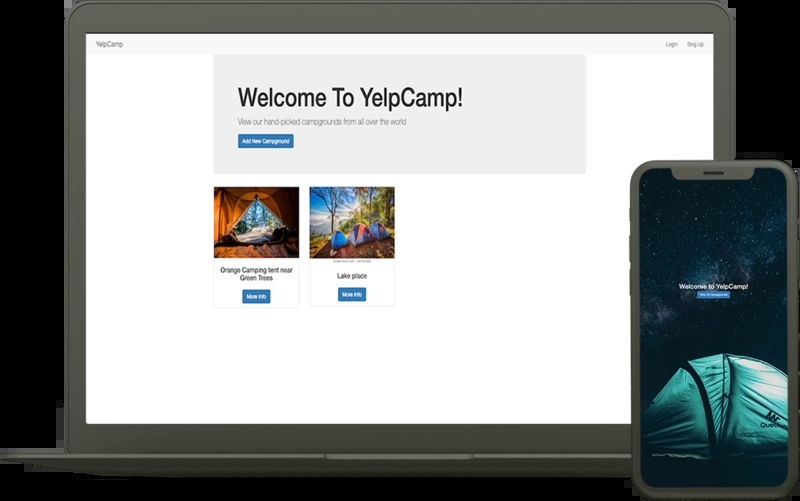 YelpCamp
Login
Sing Up
Welcome To YelpCamp!
View our hand-picked campgrounds from all over the world
Add New Campground
Orange Camping tent near
Green Trees
More Info
Lake place
More Info
Welcome to YelpCamp!
View All Campgrounds